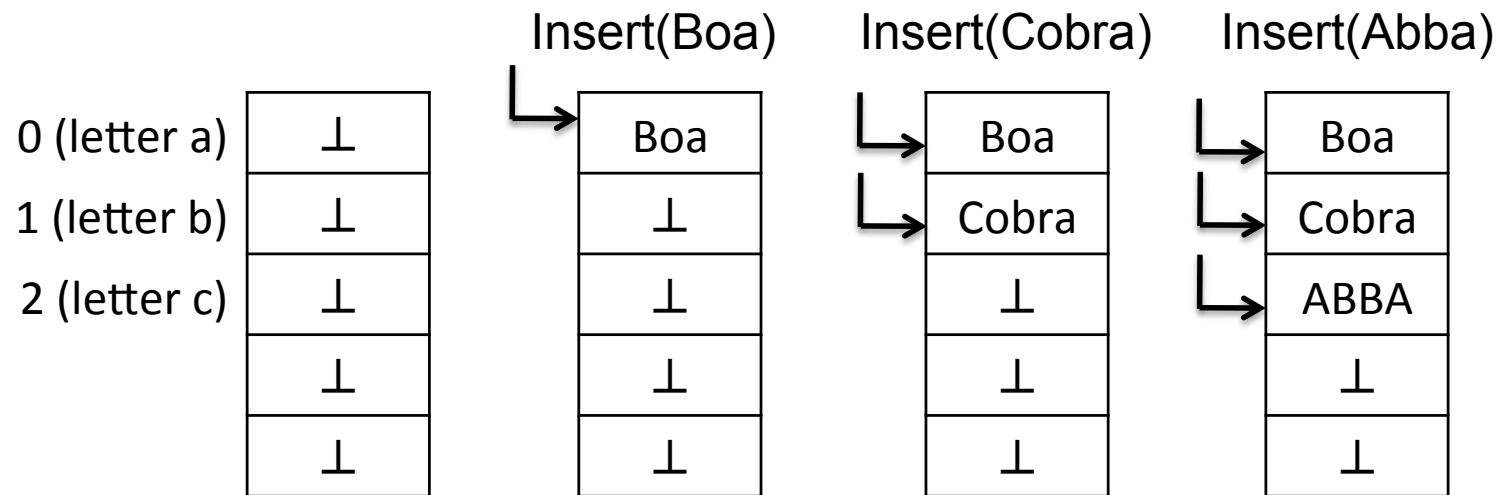 Insert(Boa) Insert(Cobra) Insert(Abba)
0 (letter a) ⊥ Boa Boa Boa
1 (letter b) ⊥ ⊥ Cobra Cobra
2 (letter c) ⊥ ⊥ ⊥ ABBA
⊥ ⊥ ⊥ ⊥
⊥ ⊥ ⊥ ⊥